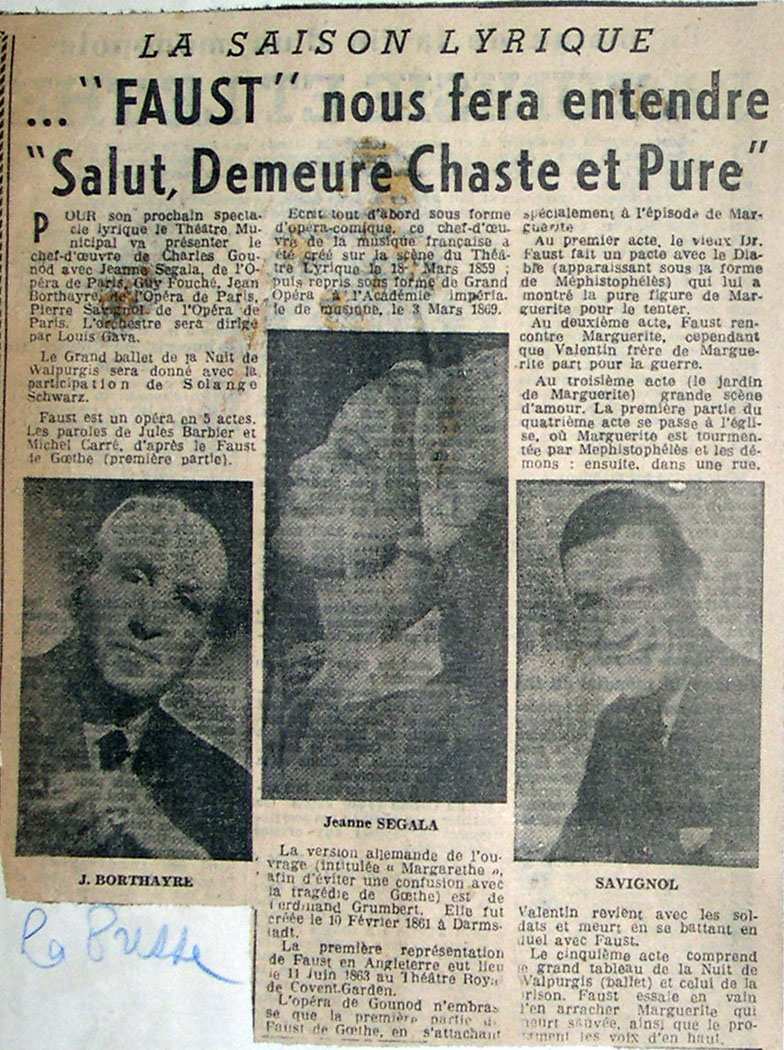 LA SAISON LYRIQUE
..."FAUST" nous fera entendre
"Salut, Demeure Chaste et Pure"
POUR son prochain specta-
cle lyrique le Théâtre Mu-
nicipal va présenter le
chef-d'œuvre de Charles Gou-
nod avec Jeanne Segala, de l'O-
péra de Paris, Guy Fouché, Jean
Borthayre, de l'Opéra de Paris,
Pierre Savignol de l'Opéra de
Paris. L'orchestre sera dirigé
par Louis Gava.
Le Grand ballet de la Nuit de
Walpurgis sera donné avec la
participation de Solange
Schwarz.
Faust est un opéra en 5 actes.
Les paroles de Jules Barbier et
Michel Carré, d'après le Faust
de Gœthe (première partie).
J. BORTHAYRE
La Presse
Ecrit tout d'abord sous forme
d'opera-comique, ce chef-d'œu-
vre de la musique française a
été créé sur la scène du Théâ-
tre Lyrique le 18 Mars 1859 ;
puis repris sous forme de Grand
Opéra à l'Académie impéria-
le de musique, le 3 Mars 1869.
Jeanne SEGALA
La version allemande de l'ou-
vrage (intitulée « Margarethe »,
afin d'éviter une confusion avec
la tragédie de Gœthe) est de
Ferdinand Grumbert. Elle fut
créée le 10 Février 1861 à Darms-
tadt.
La première représentation
de Faust en Angleterre eut lieu
le 11 Juin 1863 au Théâtre Roya
de Covent.Garden.
L'opéra de Gounod n'embras
se que la première partie d
Faust de Gœthe, en s'attachant
spécialement à l'épisode de Mar-
guerite
Au premier acte, le vieux Dr.
Faust fait un pacte avec le Dia-
ble (apparaissant sous la forme
de Méphistophélès) qui lui a
montré la pure figure de Mar-
guerite pour le tenter.
Au deuxième acte, Faust ren-
contre Marguerite, cependant
que Valentin frère de Margue-
rite part pour la guerre.
Au troisième acte (le jardin
de Marguerite) grande scène
d'amour. La première partie du
quatrième acte se passe à l'égli-
se, où Marguerite est tourmen-
tée par Mephistophélès et les dé-
mons : ensuite, dans une rue,
SAVIGNOL
Valentin revient avec les sol-
dats et meurt en se battant en
duel avec Faust.
Le cinquième acte comprend
le grand tableau de la Nuit de
Walpurgis (ballet) et celui de la
prison. Faust essaie en vain
l'en arracher Marguerite qui
meurt sauvée, ainsi que le pro-
clament les voix d'en haut.